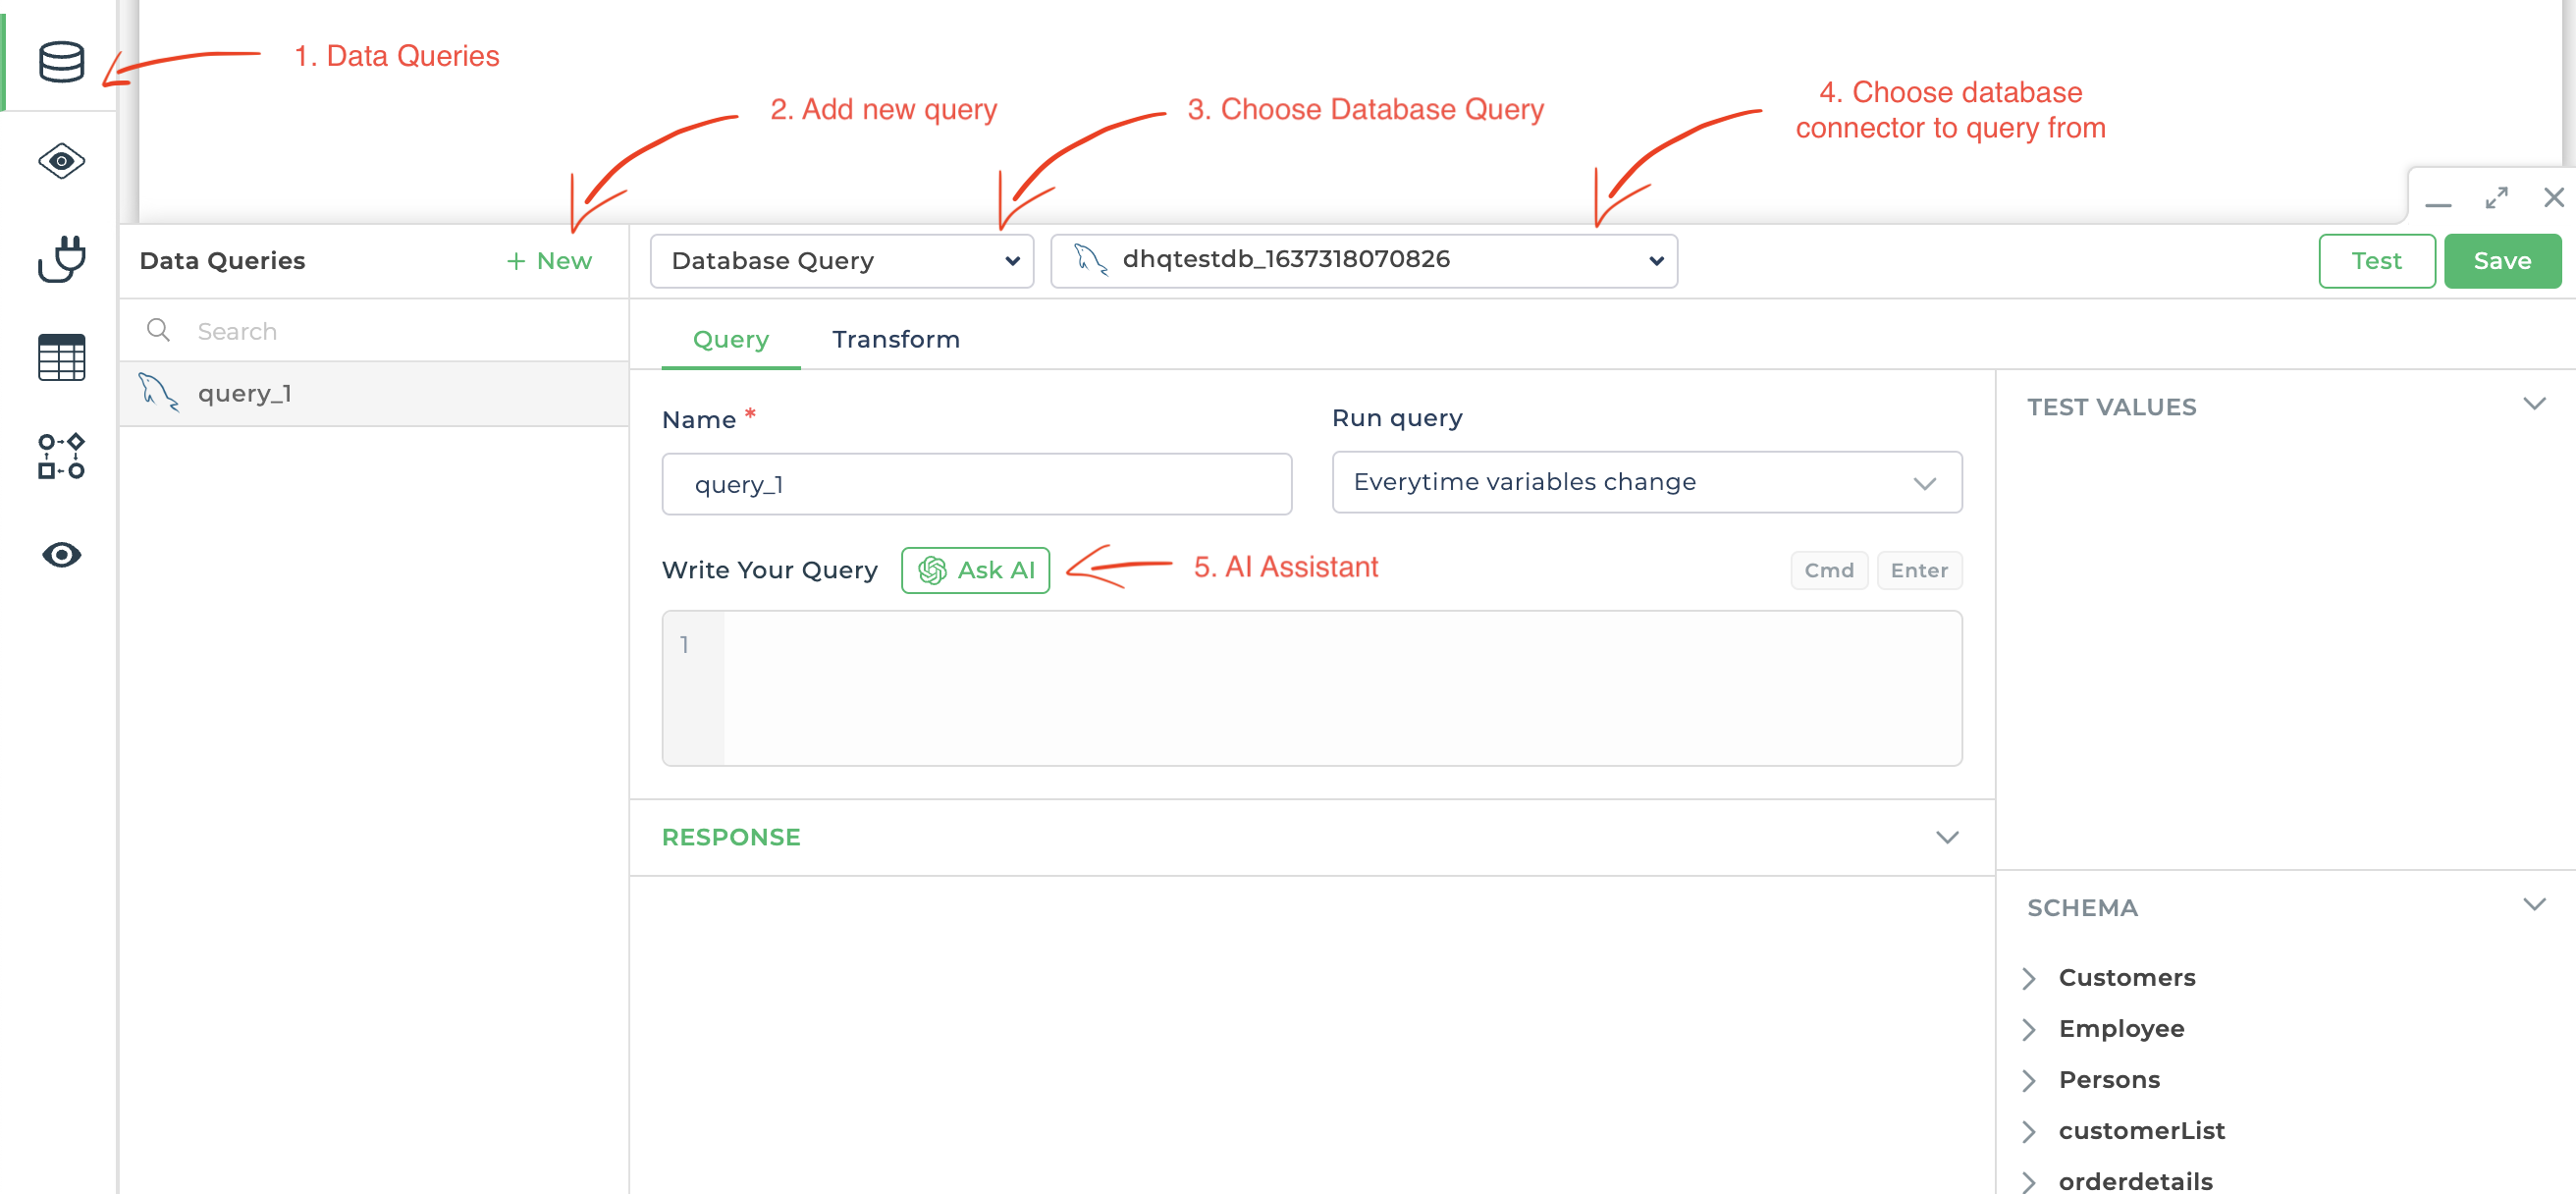 1. Data Queries
2. Add new query
3. Choose Database Query
4. Choose database
connector to query from
Data Queries
+ New
Database Query
dhqtestdb_1637318070826
Test
Save
Search
query_1
Query
Transform
Name *
Run query
query_1
Everytime variables change
Write Your Query
Ask AI
5. AI Assistant
Cmd
Enter
1
RESPONSE
TEST VALUES
SCHEMA
Customers
Employee
Persons
customerList
orderdetails